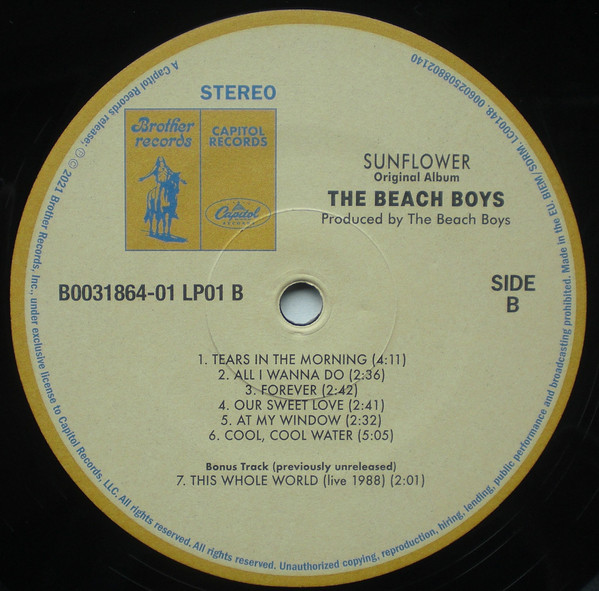 STEREO
Brother
records
CAPITOL
RECORDS
Capitol
RECORDS
SUNFLOWER
Original Album
THE BEACH BOYS
Produced by The Beach Boys
B0031864-01 LP01 B
SIDE
B
1. TEARS IN THE MORNING (4:11)
2. ALL I WANNA DO (2:36)
3. FOREVER (2:42)
4. OUR SWEET LOVE (2:41)
5. AT MY WINDOW (2:32)
6. COOL, COOL WATER (5:05)
Bonus Track (previously unreleased)
7. THIS WHOLE WORLD (live 1988) (2:01)
A Capitol Records release; © 2021 Brother Records, Inc., under exclusive license to Capitol Records, LLC. All rights reserved. All rights reserved. Unauthorized copying, reproduction, hiring, lending, public performance and broadcasting prohibited. Made in the EU. BIEM/SDRM. LC00148. 00602508802140